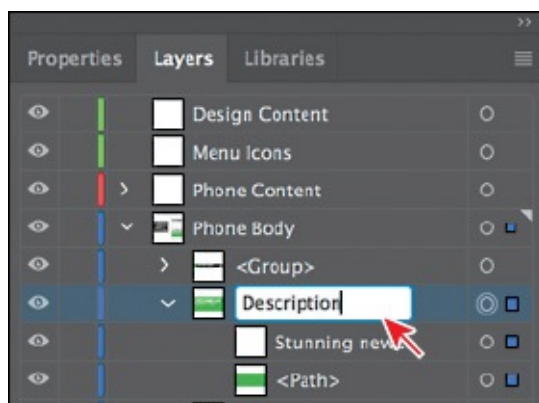 Properties Layers Libraries
Design Content
Menu Icons
Phone Content
Phone Body
<Group>
Description
Stunning new
<Path>